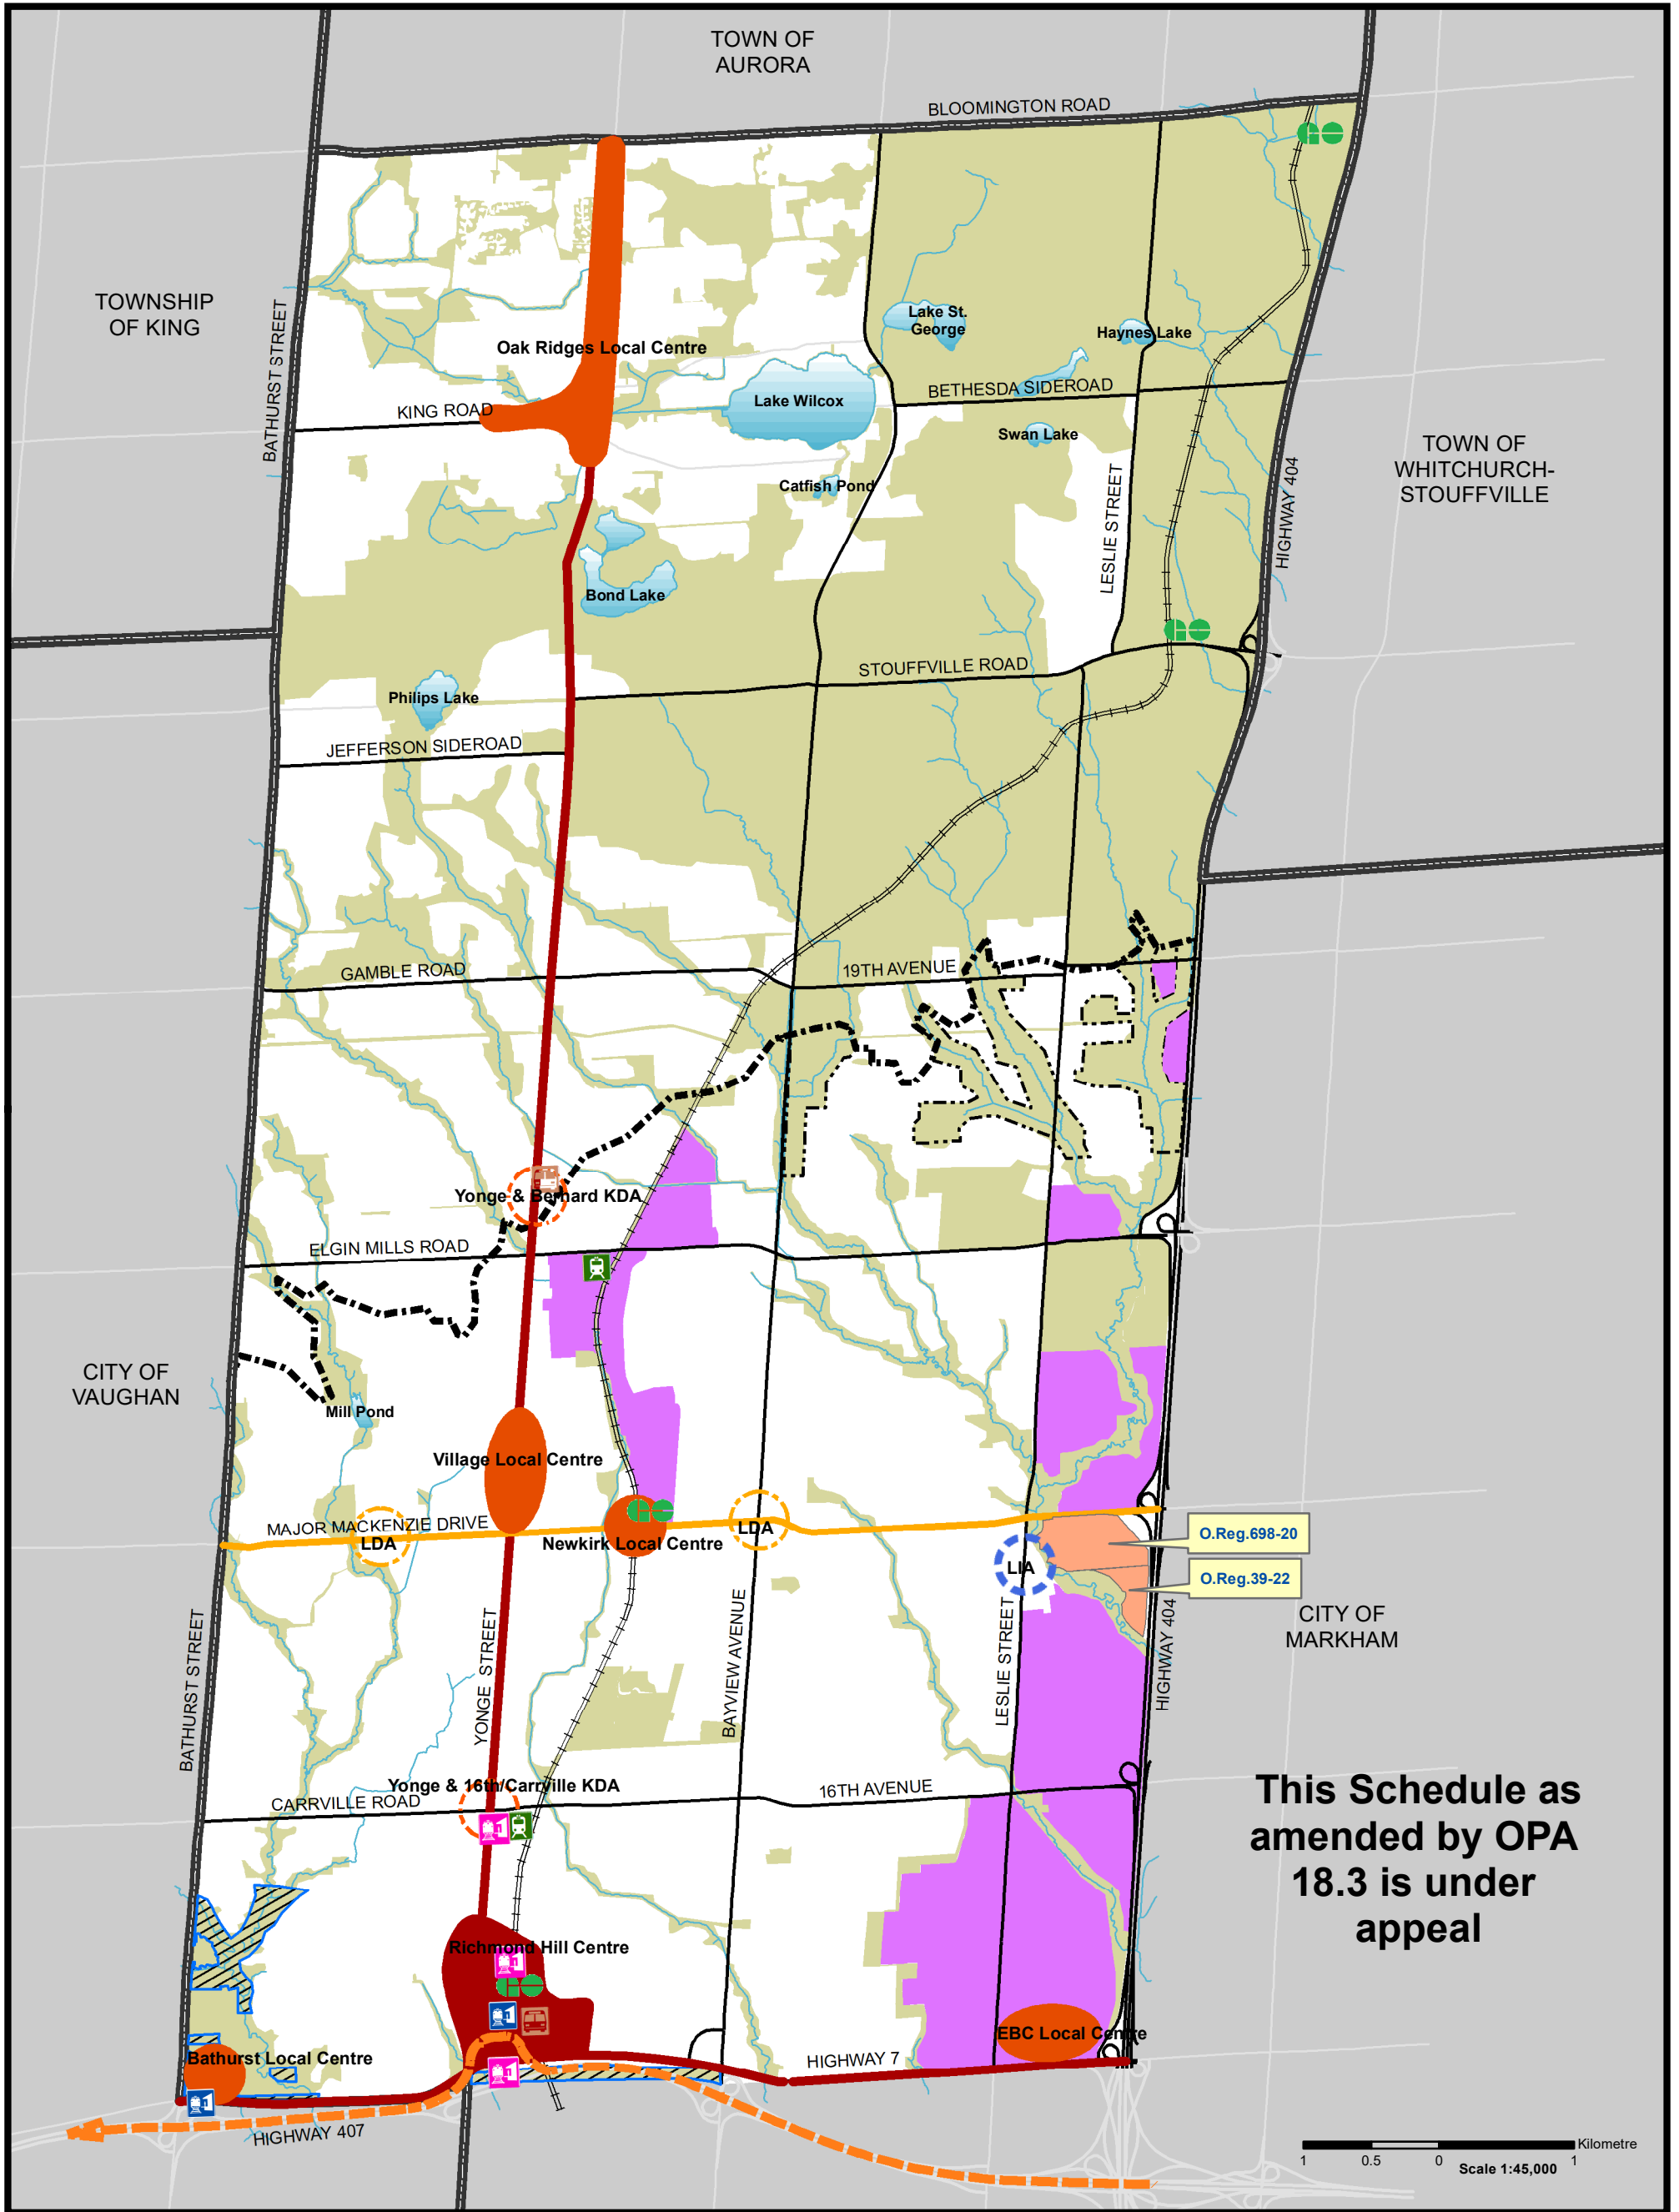 TOWN OF
AURORA
BLOOMINGTON ROAD
GO
TOWNSHIP
OF KING
BATHURST STREET
Lake St.
George
Haynes Lake
Oak Ridges Local Centre
BETHESDA SIDEROAD
KING ROAD
Lake Wilcox
Swan Lake
TOWN OF
WHITCHURCH-
STOUFFVILLE
Catfish Pond
LESLIE STREET
HIGHWAY 404
Bond Lake
GO
STOUFFVILLE ROAD
Philips Lake
JEFFERSON SIDEROAD
GAMBLE ROAD
19TH AVENUE
Yonge & Bernard KDA
ELGIN MILLS ROAD
CITY OF
VAUGHAN
Mill Pond
Village Local Centre
GO
MAJOR MACKENZIE DRIVE
LDA
LDA
Newkirk Local Centre
O.Reg.698-20
LIA
O.Reg.39-22
CITY OF
MARKHAM
BATHURST STREET
YONGE STREET
BAYVIEW AVENUE
LESLIE STREET
HIGHWAY 404
Yonge & 16th/Carrville KDA
CARRVILLE ROAD
16TH AVENUE
This Schedule as
amended by OPA
18.3 is under
appeal
Richmond Hill Centre
GO
EBC Local Centre
Bathurst Local Centre
HIGHWAY 7
HIGHWAY 407
Kilometre
1 0.5 0 1
Scale 1:45,000